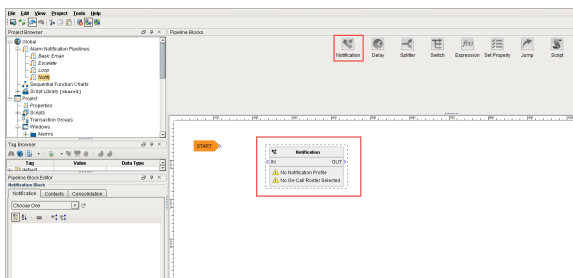 File Edit View Project Tools Help
Project Browser
Global
Alarm Notification Pipelines
Basic Email
Escalate
Loop
Notify
Sequential Function Charts
Script Library [shared]
Project
Properties
Scripts
Transaction Groups
Windows
Alarms
Tag Browser
Tag Value Data Type
default
Pipeline Block Editor
Notification Block
Notification Contacts Consolidation
Choose One
Pipeline Blocks
Notification Delay Splitter Switch Expression Set Property Jump Script
f(x)
START
Notification
IN OUT
No Notification Profile
No On-Call Roster Selected